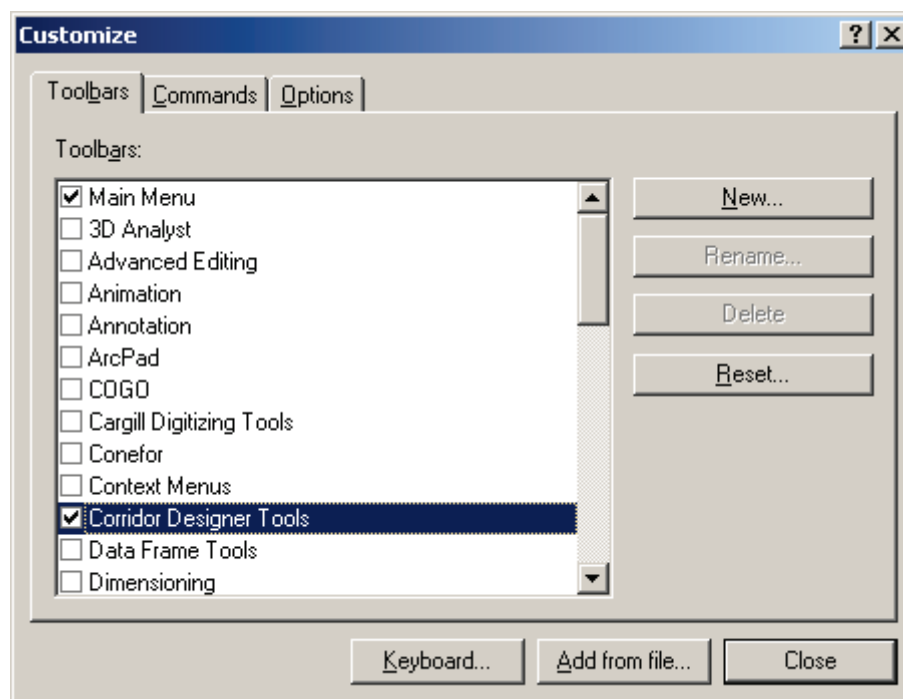 Customize
Toolbars Commands Options
Toolbars:
Main Menu
3D Analyst
Advanced Editing
Animation
Annotation
ArcPad
COGO
Cargill Digitizing Tools
Conefor
Context Menus
Corridor Designer Tools
Data Frame Tools
Dimensioning
New...
Rename...
Delete
Reset...
Keyboard... Add from file... Close